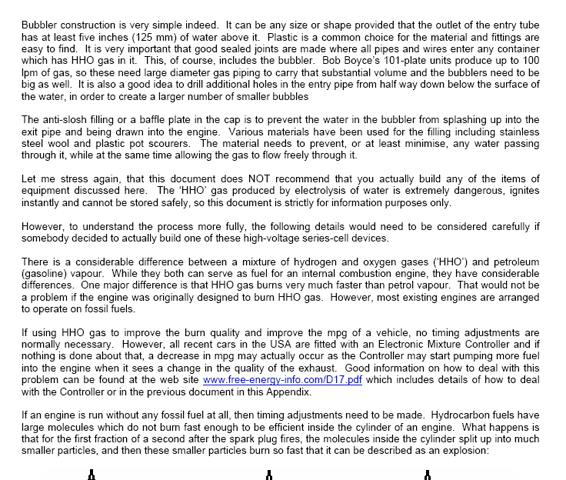 Bubbler construction is very simple indeed. It can be any size or shape provided that the outlet of the entry tube
has at least five inches (125 mm) of water above it. Plastic is a common choice for the material and fittings are
easy to find. It is very important that good sealed joints are made where all pipes and wires enter any container
which has HHO gas in it. This, of course, includes the bubbler. Bob Boyce's 101-plate units produce up to 100
lpm of gas, so these need large diameter gas piping to carry that substantial volume and the bubblers need to be
big as well. It is also a good idea to drill additional holes in the entry pipe from half way down below the surface of
the water, in order to create a larger number of smaller bubbles
The anti-slosh filling or a baffle plate in the cap is to prevent the water in the bubbler from splashing up into the
exit pipe and being drawn into the engine. Various materials have been used for the filling including stainless
steel wool and plastic pot scourers. The material needs to prevent, or at least minimise, any water passing
through it, while at the same time allowing the gas to flow freely through it.
Let me stress again, that this document does NOT recommend that you actually build any of the items of
equipment discussed here. The 'HHO' gas produced by electrolysis of water is extremely dangerous, ignites
instantly and cannot be stored safely, so this document is strictly for information purposes only.
However, to understand the process more fully, the following details would need to be considered carefully if
somebody decided to actually build one of these high-voltage series-cell devices.
There is a considerable difference between a mixture of hydrogen and oxygen gases ('HHO') and petroleum
(gasoline) vapour. While they both can serve as fuel for an internal combustion engine, they have considerable
differences. One major difference is that HHO gas burns very much faster than petrol vapour. That would not be
a problem if the engine was originally designed to burn HHO gas. However, most existing engines are arranged
to operate on fossil fuels.
If using HHO gas to improve the burn quality and improve the mpg of a vehicle, no timing adjustments are
normally necessary. However, all recent cars in the USA are fitted with an Electronic Mixture Controller and if
nothing is done about that, a decrease in mpg may actually occur as the Controller may start pumping more fuel
into the engine when it sees a change in the quality of the exhaust. Good information on how to deal with this
problem can be found at the web site www.free-energy-info.com/D17.pdf which includes details of how to deal
with the Controller or in the previous document in this Appendix.
If an engine is run without any fossil fuel at all, then timing adjustments need to be made. Hydrocarbon fuels have
large molecules which do not burn fast enough to be efficient inside the cylinder of an engine. What happens is
that for the first fraction of a second after the spark plug fires, the molecules inside the cylinder split up into much
smaller particles, and then these smaller particles burn so fast that it can be described as an explosion: